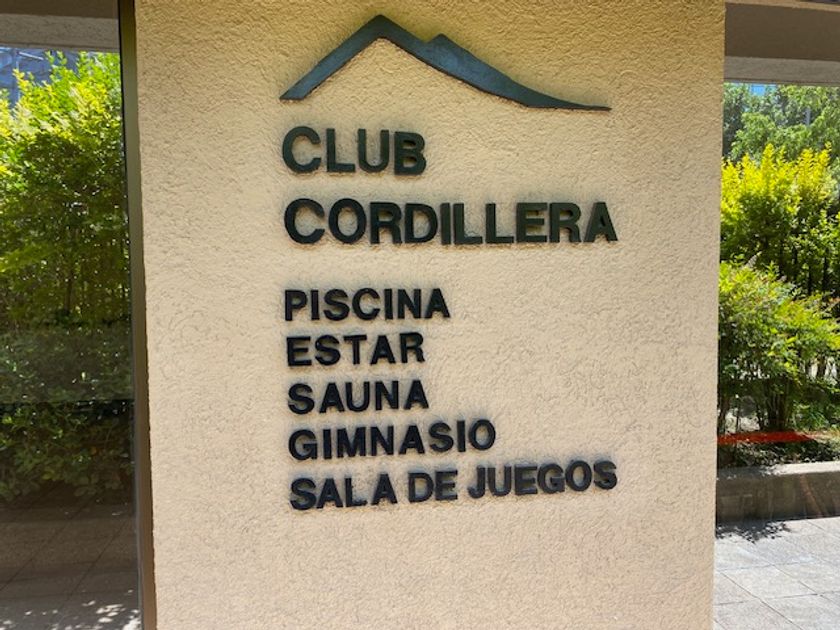 CLUB
CORDILLERA
PISCINA
ESTAR
SAUNA
GIMNASIO
SALA DE JUEGOS